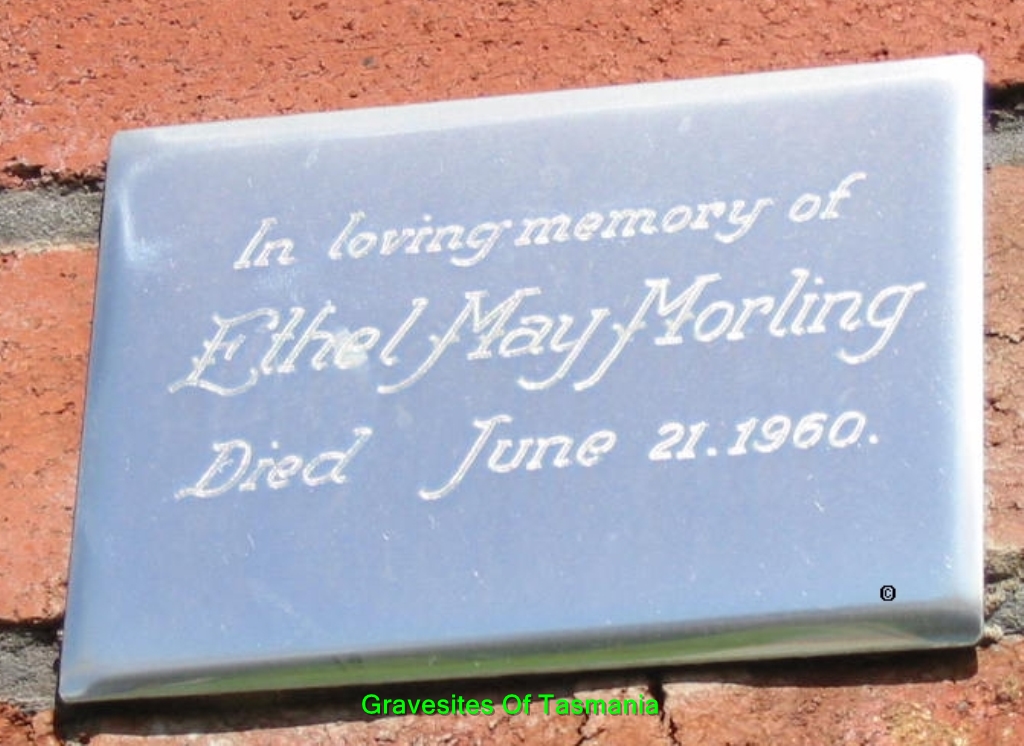 In loving memory of
Ethel May Morling
Died June 21.1960.
©
Gravesites Of Tasmania